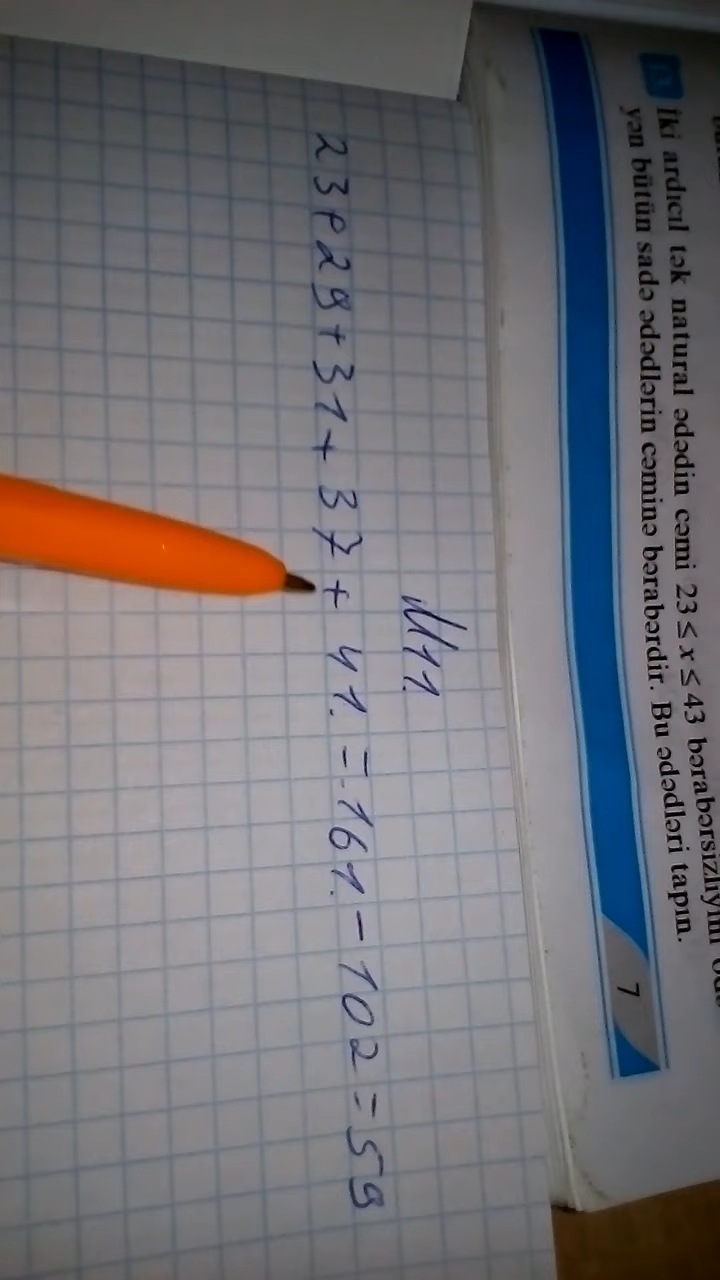 İki ardıcıl tək natural ədədin cəmi 23 ≤ x ≤ 43 bərabərsizliyini
yən bütün sadə ədədlərin cəminə bərabərdir. Bu ədədləri tapın.
7
№11
23+29+31+37+41.=.161.-102=59